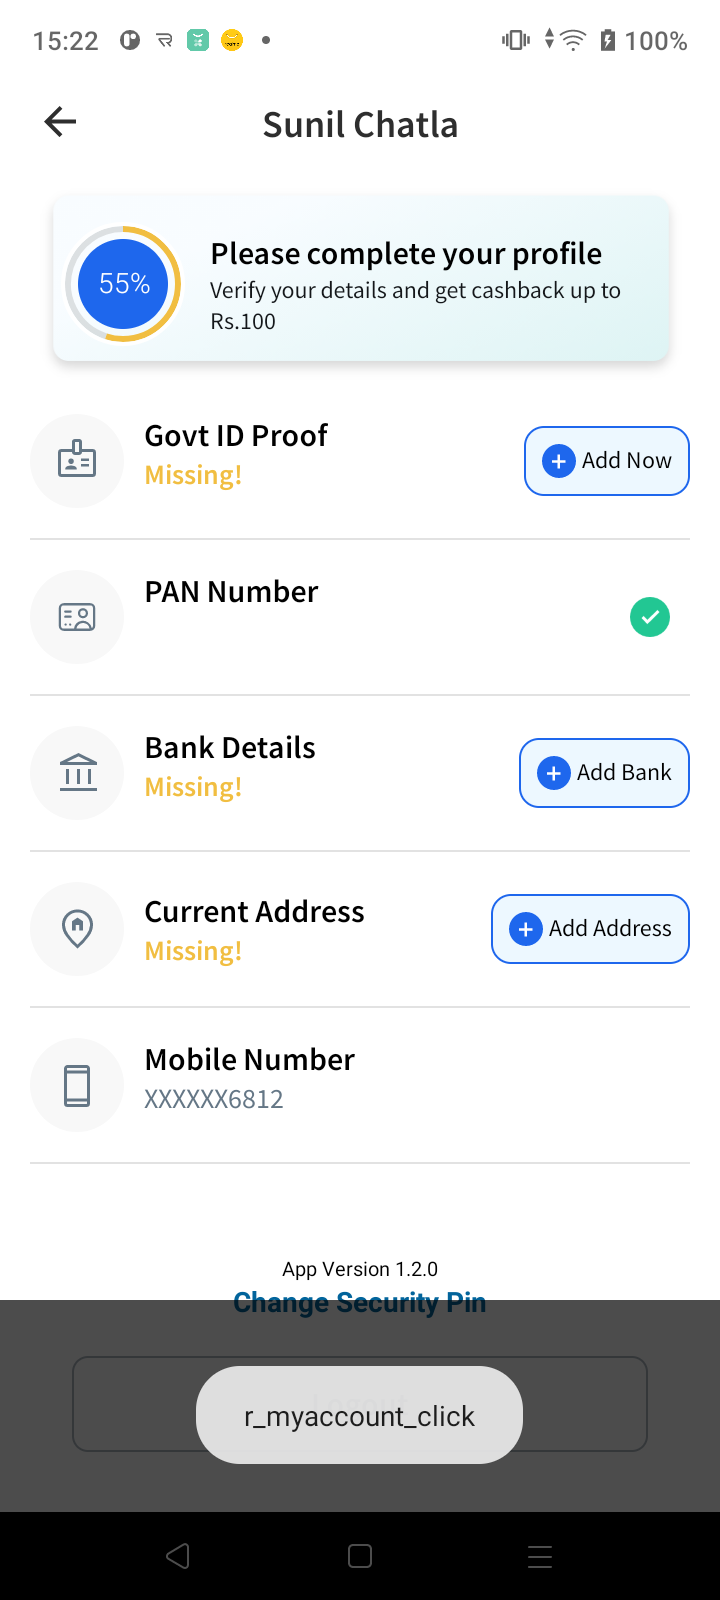 15:22
100%
Sunil Chatla
55%
Please complete your profile
Verify your details and get cashback up to
Rs.100
Govt ID Proof
Missing!
Add Now
PAN Number
Bank Details
Missing!
Add Bank
Current Address
Missing!
Add Address
Mobile Number
XXXXXX6812
App Version 1.2.0
Change Security Pin
r_myaccount_click